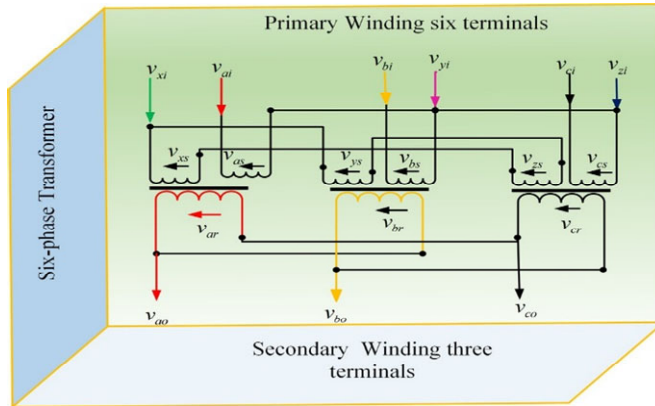 Primary Winding six terminals
v_xi v_ai v_bi v_yi v_ci v_zi
v_xs v_as v_ys v_bs v_zs v_cs
v_ar v_br v_cr
v_ao v_bo v_co
Six-phase Transformer
Secondary Winding three
terminals